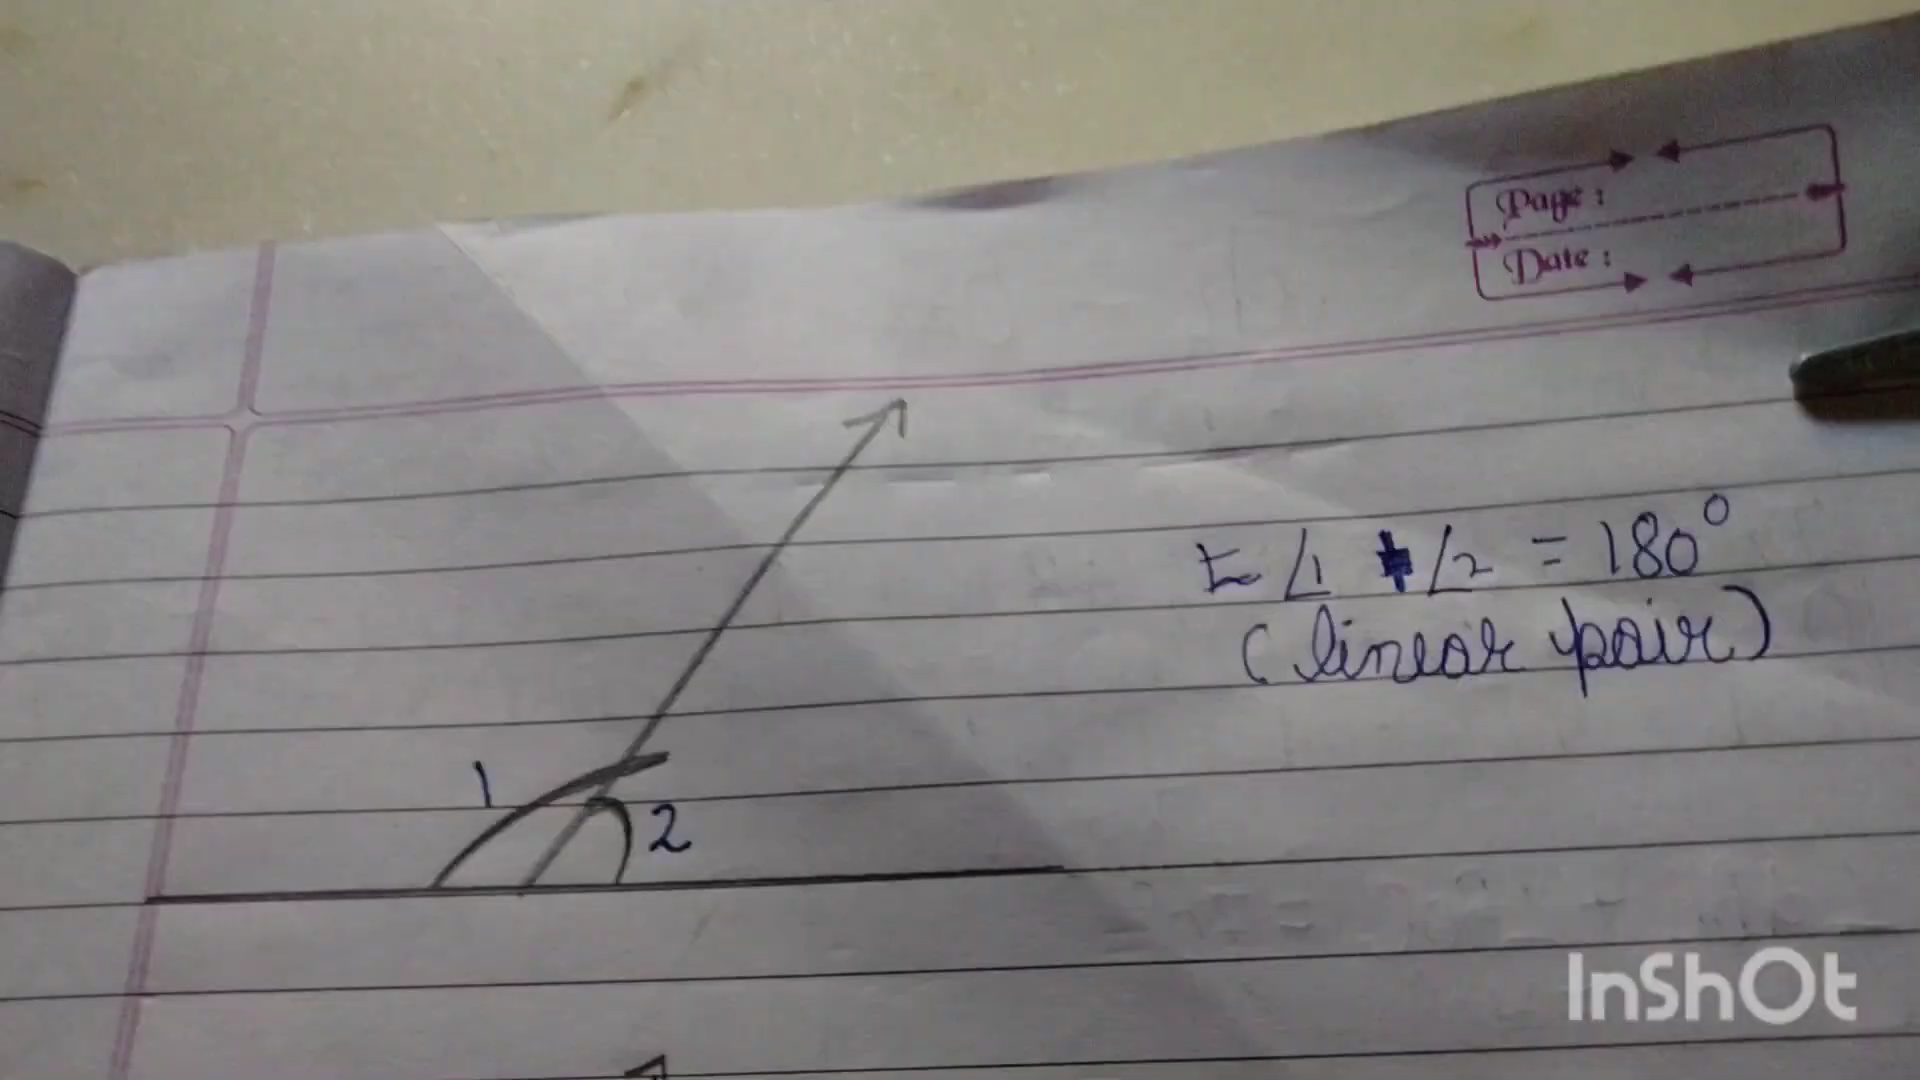 Page :
Date :
∠1 + ∠2 = 180°
(linear pair)
1
2
InShOt